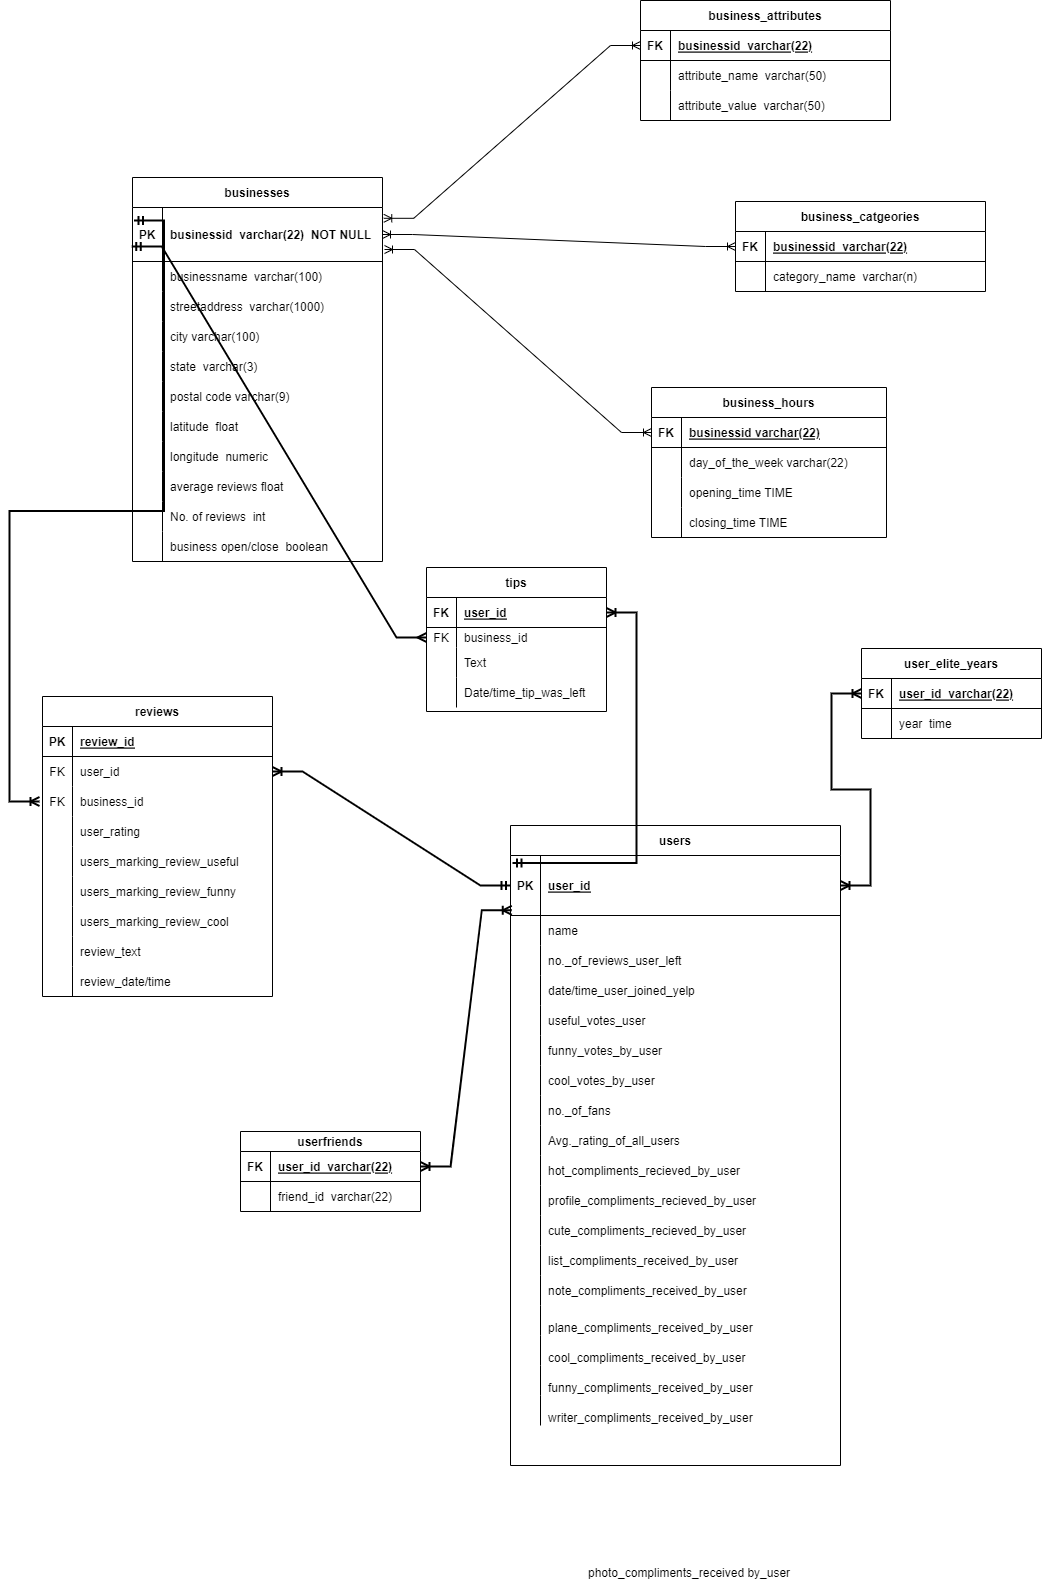 business_attributes
FK businessid varchar(22)
attribute_name varchar(50)
attribute_value varchar(50)
businesses
PK businessid varchar(22) NOT NULL
businessname varchar(100)
streetaddress varchar(1000)
city varchar(100)
state varchar(3)
postal code varchar(9)
latitude float
longitude numeric
average reviews float
No. of reviews int
business open/close boolean
business_catgeories
FK businessid varchar(22)
category_name varchar(n)
business_hours
FK businessid varchar(22)
day_of_the_week varchar(22)
opening_time TIME
closing_time TIME
tips
FK user_id
FK business_id
Text
Date/time_tip_was_left
user_elite_years
FK user_id varchar(22)
year time
reviews
PK review_id
FK user_id
FK business_id
user_rating
users_marking_review_useful
users_marking_review_funny
users_marking_review_cool
review_text
review_date/time
users
PK user_id
name
no._of_reviews_user_left
date/time_user_joined_yelp
useful_votes_user
funny_votes_by_user
cool_votes_by_user
no._of_fans
Avg._rating_of_all_users
hot_compliments_recieved_by_user
profile_compliments_recieved_by_user
cute_compliments_recieved_by_user
list_compliments_received_by_user
note_compliments_received_by_user
plane_compliments_received_by_user
cool_compliments_received_by_user
funny_compliments_received_by_user
writer_compliments_received_by_user
userfriends
FK user_id varchar(22)
friend_id varchar(22)
photo_compliments_received by_user